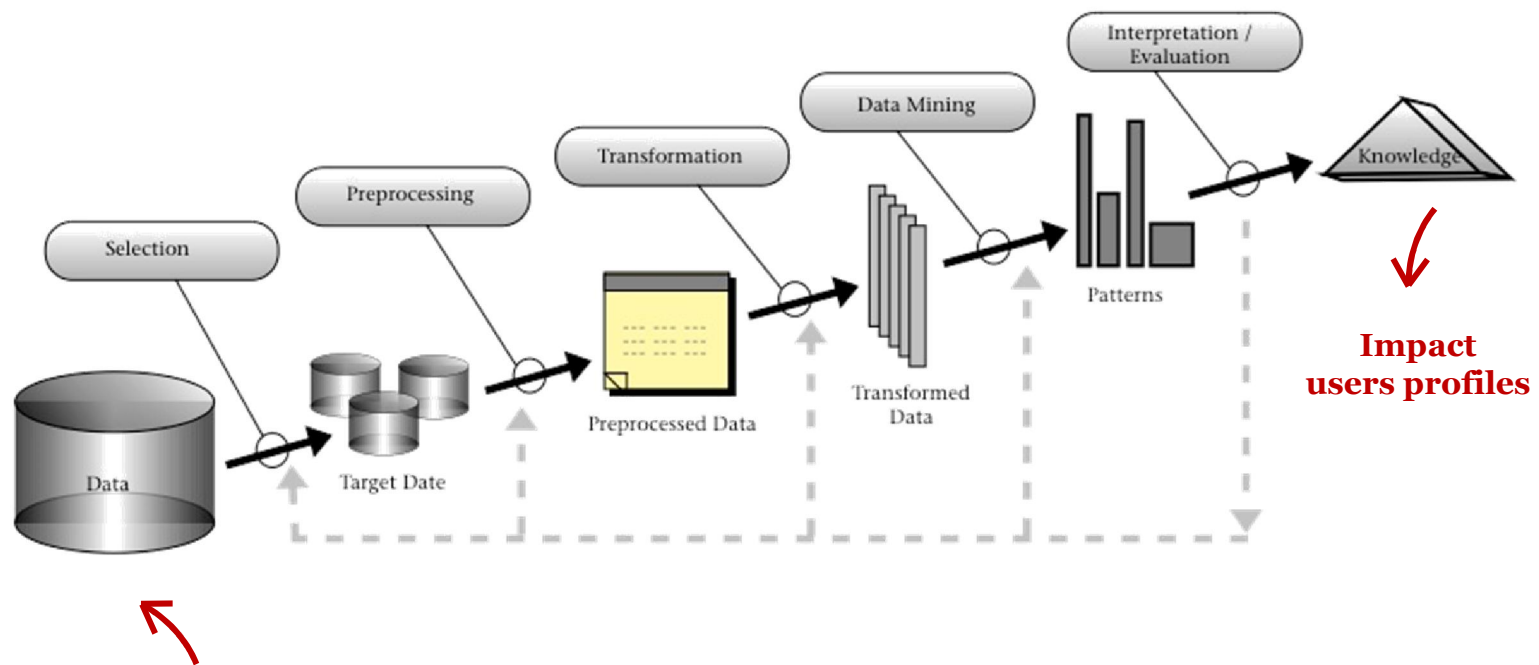 Interpretation /
Evaluation
Data Mining
Transformation
Preprocessing
Selection
Knowledge
Patterns
Impact
users profiles
Transformed
Data
Preprocessed Data
Target Date
Data